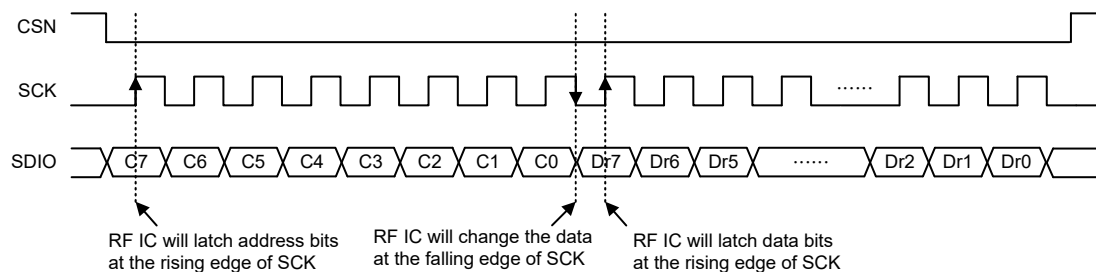 CSN
SCK
......
SDIO
C7 C6 C5 C4 C3 C2 C1 C0 Dr7 Dr6 Dr5 ...... Dr2 Dr1 Dr0
RF IC will latch address bits
at the rising edge of SCK
RF IC will change the data
at the falling edge of SCK
RF IC will latch data bits
at the rising edge of SCK